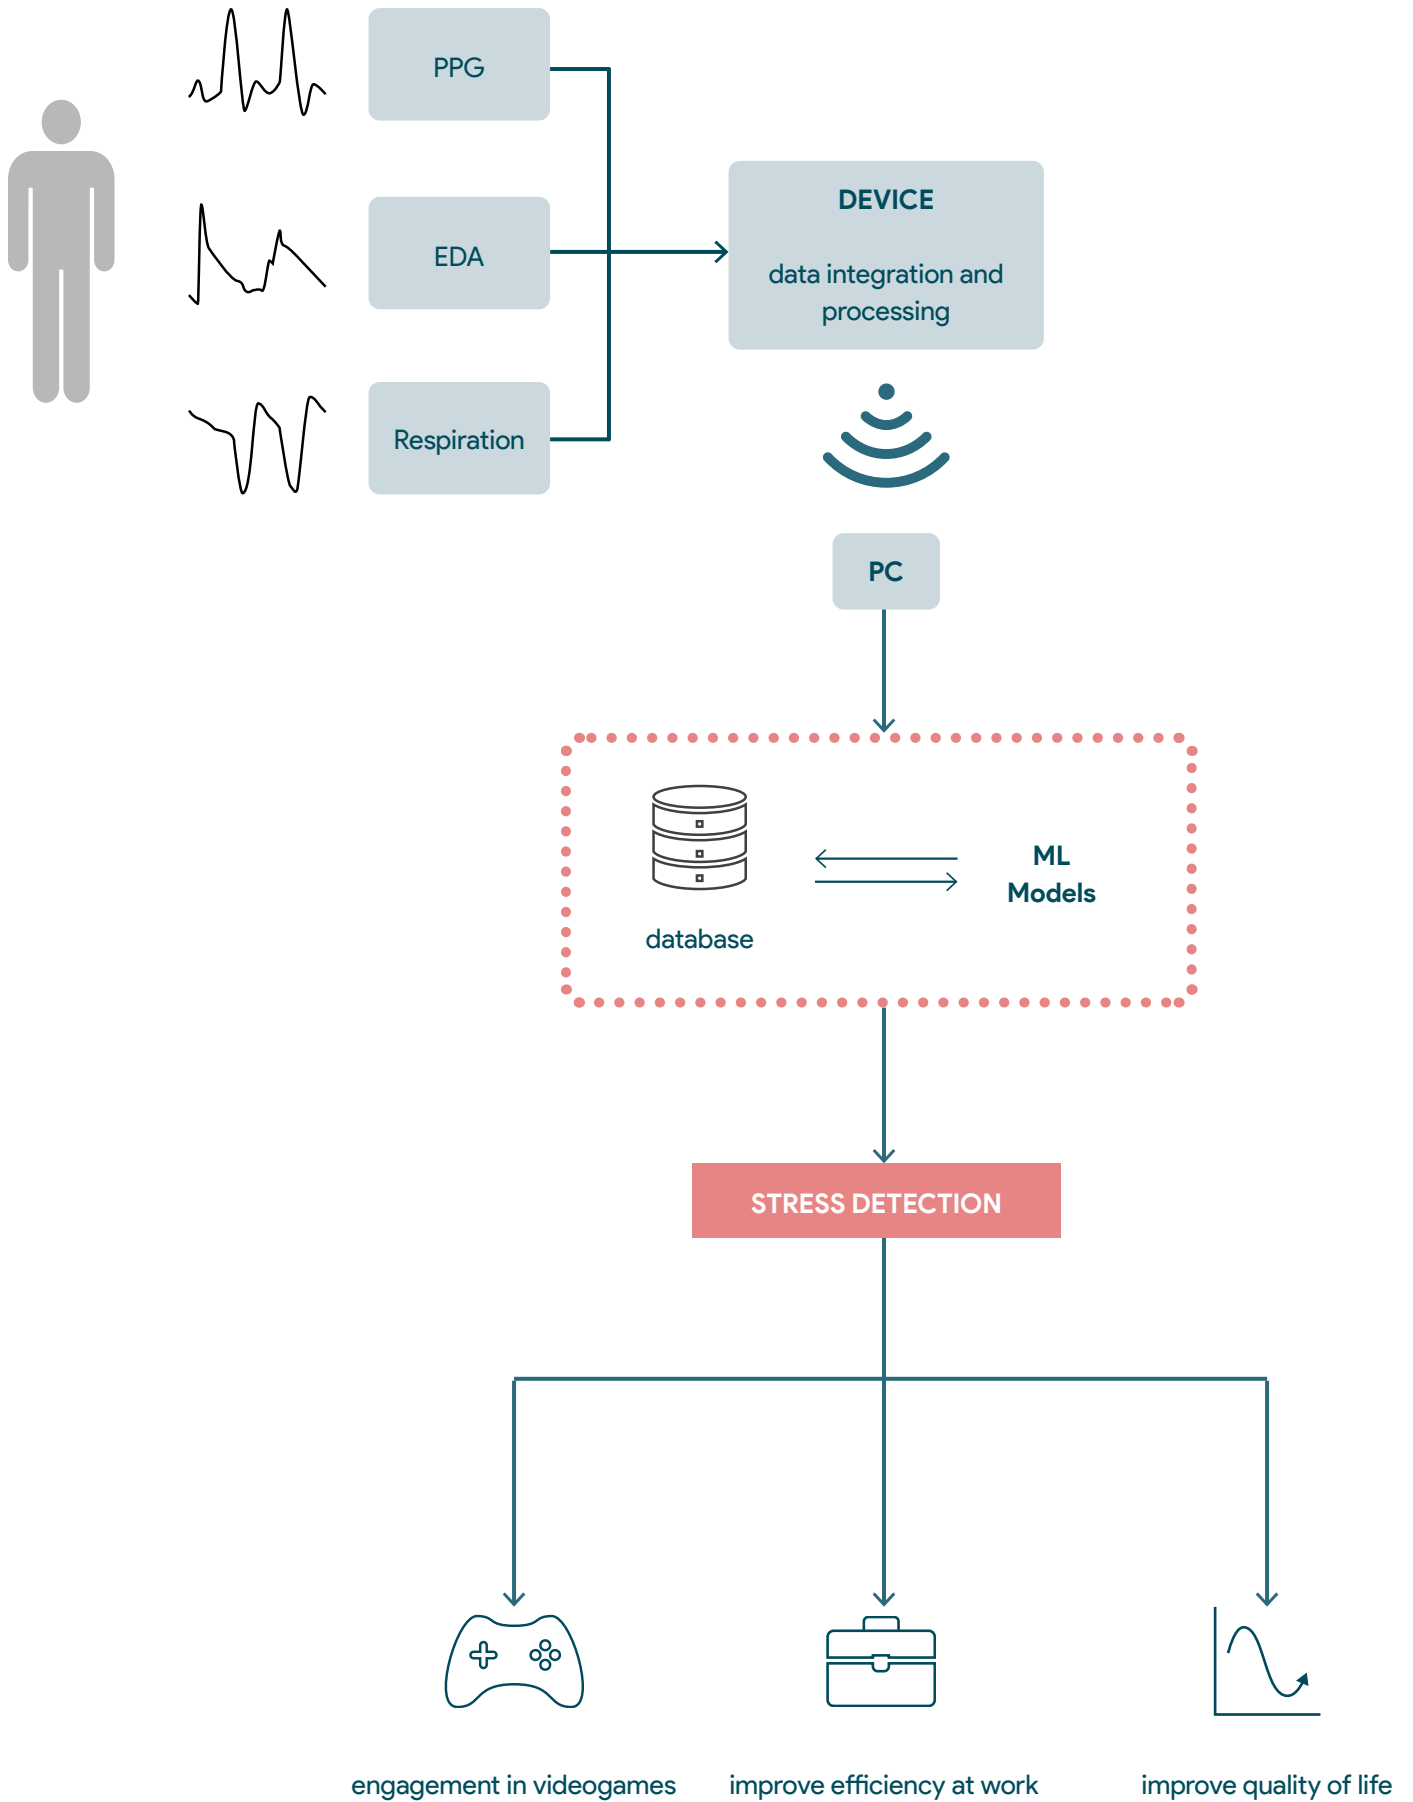 PPG
EDA
Respiration
DEVICE
data integration and
processing
PC
database
ML
Models
STRESS DETECTION
engagement in videogames
improve efficiency at work
improve quality of life